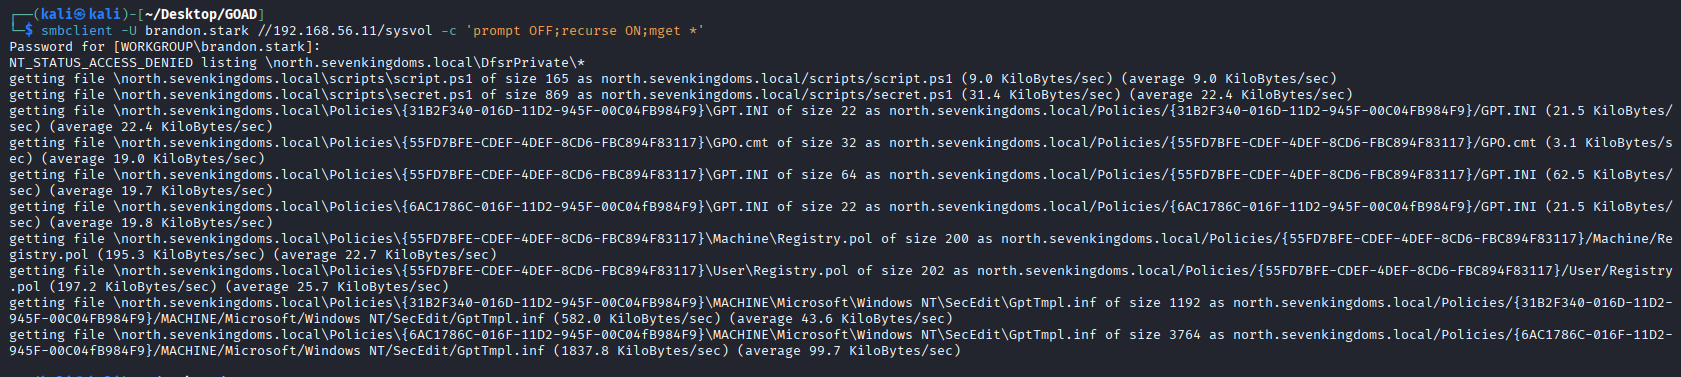 ┌──(kali㉿kali)-[~/Desktop/GOAD]
└─$ smbclient -U brandon.stark //192.168.56.11/sysvol -c 'prompt OFF;recurse ON;mget *'
Password for [WORKGROUP\brandon.stark]:
NT_STATUS_ACCESS_DENIED listing \north.sevenkingdoms.local\DfsrPrivate\*
getting file \north.sevenkingdoms.local\scripts\script.ps1 of size 165 as north.sevenkingdoms.local/scripts/script.ps1 (9.0 KiloBytes/sec) (average 9.0 KiloBytes/sec)
getting file \north.sevenkingdoms.local\scripts\secret.ps1 of size 869 as north.sevenkingdoms.local/scripts/secret.ps1 (31.4 KiloBytes/sec) (average 22.4 KiloBytes/sec)
getting file \north.sevenkingdoms.local\Policies\{31B2F340-016D-11D2-945F-00C04FB984F9}\GPT.INI of size 22 as north.sevenkingdoms.local/Policies/{31B2F340-016D-11D2-945F-00C04FB984F9}/GPT.INI (21.5 KiloBytes/
sec) (average 22.4 KiloBytes/sec)
getting file \north.sevenkingdoms.local\Policies\{55FD7BFE-CDEF-4DEF-8CD6-FBC894F83117}\GPO.cmt of size 32 as north.sevenkingdoms.local/Policies/{55FD7BFE-CDEF-4DEF-8CD6-FBC894F83117}/GPO.cmt (3.1 KiloBytes/s
ec) (average 19.0 KiloBytes/sec)
getting file \north.sevenkingdoms.local\Policies\{55FD7BFE-CDEF-4DEF-8CD6-FBC894F83117}\GPT.INI of size 64 as north.sevenkingdoms.local/Policies/{55FD7BFE-CDEF-4DEF-8CD6-FBC894F83117}/GPT.INI (62.5 KiloBytes/
sec) (average 19.7 KiloBytes/sec)
getting file \north.sevenkingdoms.local\Policies\{6AC1786C-016F-11D2-945F-00C04fB984F9}\GPT.INI of size 22 as north.sevenkingdoms.local/Policies/{6AC1786C-016F-11D2-945F-00C04fB984F9}/GPT.INI (21.5 KiloBytes/
sec) (average 19.8 KiloBytes/sec)
getting file \north.sevenkingdoms.local\Policies\{55FD7BFE-CDEF-4DEF-8CD6-FBC894F83117}\Machine\Registry.pol of size 200 as north.sevenkingdoms.local/Policies/{55FD7BFE-CDEF-4DEF-8CD6-FBC894F83117}/Machine/Re
gistry.pol (195.3 KiloBytes/sec) (average 22.7 KiloBytes/sec)
getting file \north.sevenkingdoms.local\Policies\{55FD7BFE-CDEF-4DEF-8CD6-FBC894F83117}\User\Registry.pol of size 202 as north.sevenkingdoms.local/Policies/{55FD7BFE-CDEF-4DEF-8CD6-FBC894F83117}/User/Registry
.pol (197.2 KiloBytes/sec) (average 25.7 KiloBytes/sec)
getting file \north.sevenkingdoms.local\Policies\{31B2F340-016D-11D2-945F-00C04FB984F9}\MACHINE\Microsoft\Windows NT\SecEdit\GptTmpl.inf of size 1192 as north.sevenkingdoms.local/Policies/{31B2F340-016D-11D2-
945F-00C04FB984F9}/MACHINE/Microsoft/Windows NT/SecEdit/GptTmpl.inf (582.0 KiloBytes/sec) (average 43.6 KiloBytes/sec)
getting file \north.sevenkingdoms.local\Policies\{6AC1786C-016F-11D2-945F-00C04fB984F9}\MACHINE\Microsoft\Windows NT\SecEdit\GptTmpl.inf of size 3764 as north.sevenkingdoms.local/Policies/{6AC1786C-016F-11D2-
945F-00C04fB984F9}/MACHINE/Microsoft/Windows NT/SecEdit/GptTmpl.inf (1837.8 KiloBytes/sec) (average 99.7 KiloBytes/sec)